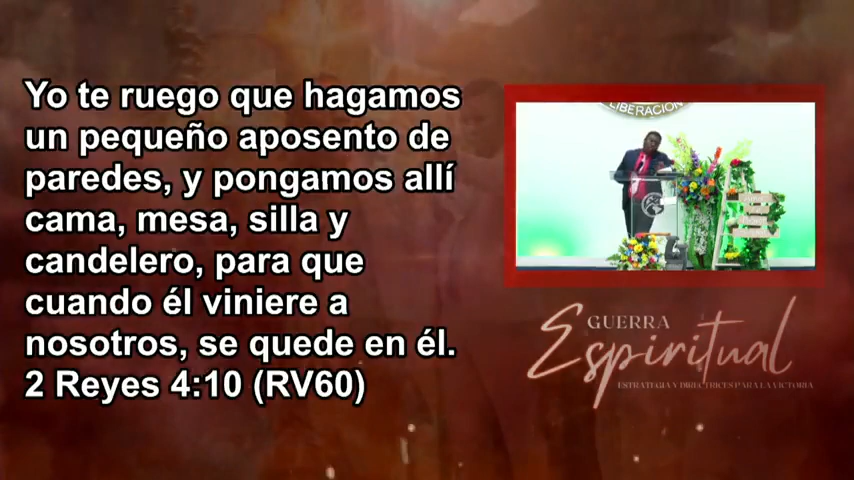 Yo te ruego que hagamos
un pequeño aposento de
paredes, y pongamos allí
cama, mesa, silla y
candelero, para que
cuando él viniere a
nosotros, se quede en él.
2 Reyes 4:10 (RV60)
LIBERACIÓN
GUERRA
Espiritual
ESTRATEGIA Y DIRECTRICES PARA LA VICTORIA